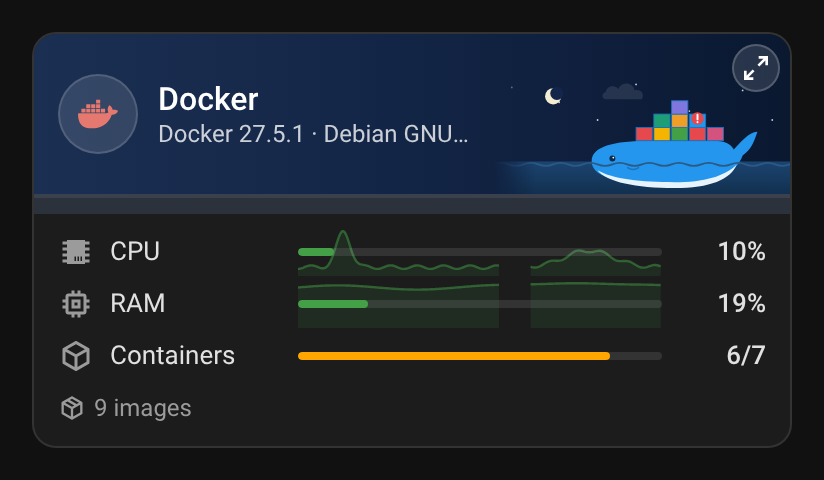 Docker
Docker 27.5.1 · Debian GNU…
!
CPU 10%
RAM 19%
Containers 6/7
9 images